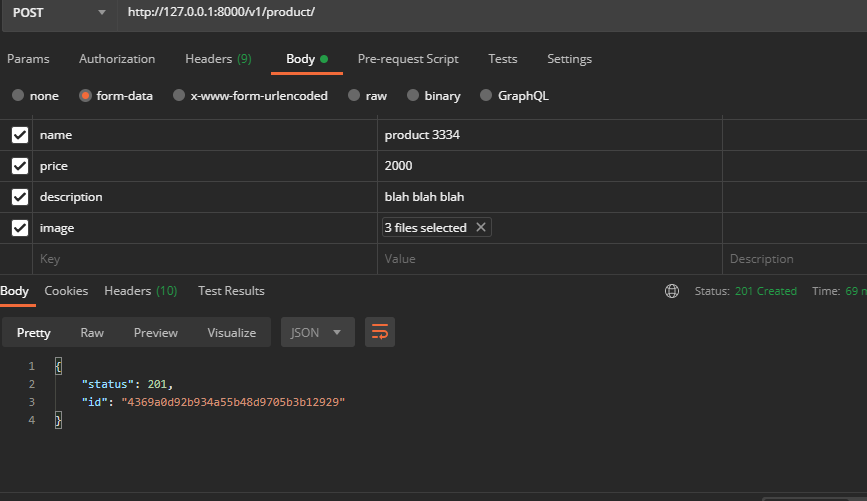 POST http://127.0.0.1:8000/v1/product/
Params Authorization Headers (9) Body Pre-request Script Tests Settings
none form-data x-www-form-urlencoded raw binary GraphQL
name product 3334
price 2000
description blah blah blah
image 3 files selected
Key Value Description
Body Cookies Headers (10) Test Results Status: 201 Created Time: 69
Pretty Raw Preview Visualize JSON
1 {
2 "status": 201,
3 "id": "4369a0d92b934a55b48d9705b3b12929"
4 }